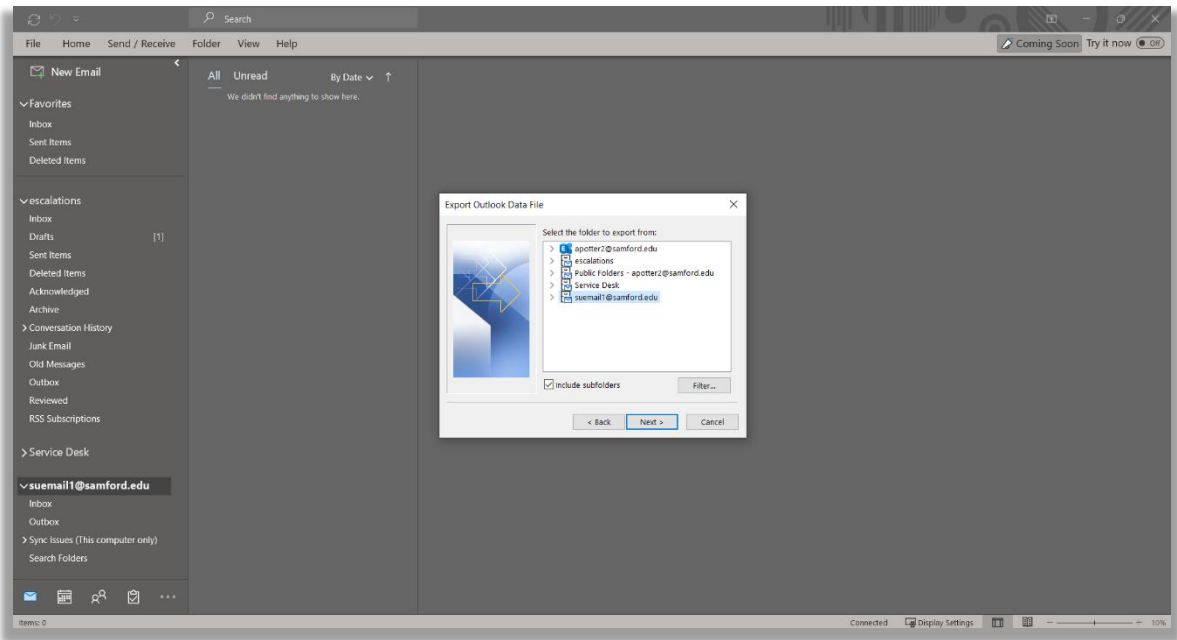 Search
File Home Send / Receive Folder View Help
Coming Soon Try it now Off
New Email
All Unread By Date
We didn't find anything to show here.
Favorites
Inbox
Sent Items
Deleted Items
escalations
Inbox
Drafts [1]
Sent Items
Deleted Items
Acknowledged
Archive
Conversation History
Junk Email
Old Messages
Outbox
Reviewed
RSS Subscriptions
Service Desk
suemail1@samford.edu
Inbox
Outbox
Sync Issues (This computer only)
Search Folders
Export Outlook Data File
Select the folder to export from:
apotter2@samford.edu
escalations
Public Folders - apotter2@samford.edu
Service Desk
suemail1@samford.edu
Include subfolders
Filter...
< Back Next > Cancel
Items: 0
Connected Display Settings 10%